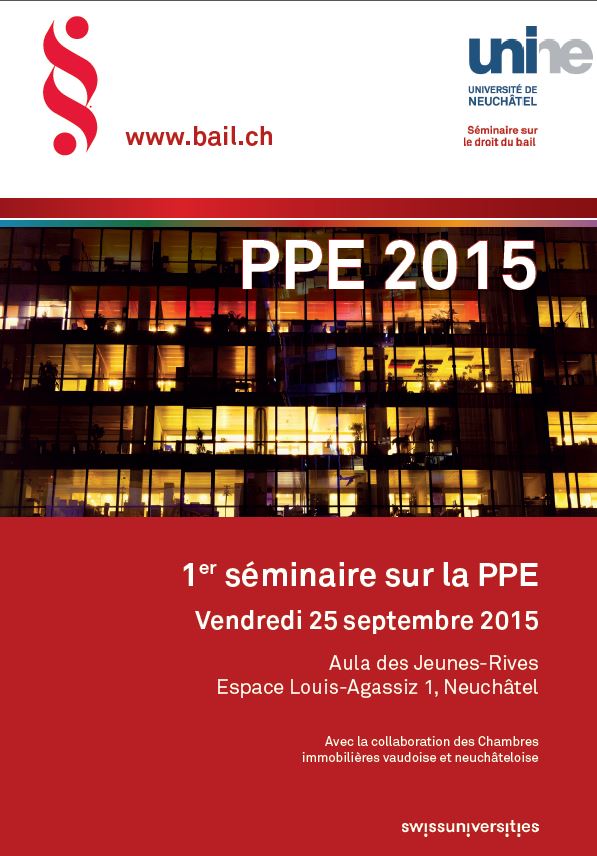 www.bail.ch
unine
UNIVERSITÉ DE
NEUCHÂTEL
Séminaire sur
le droit du bail
PPE 2015
1er séminaire sur la PPE
Vendredi 25 septembre 2015
Aula des Jeunes-Rives
Espace Louis-Agassiz 1, Neuchâtel
Avec la collaboration des Chambres
immobilières vaudoise et neuchâteloise
swissuniversities